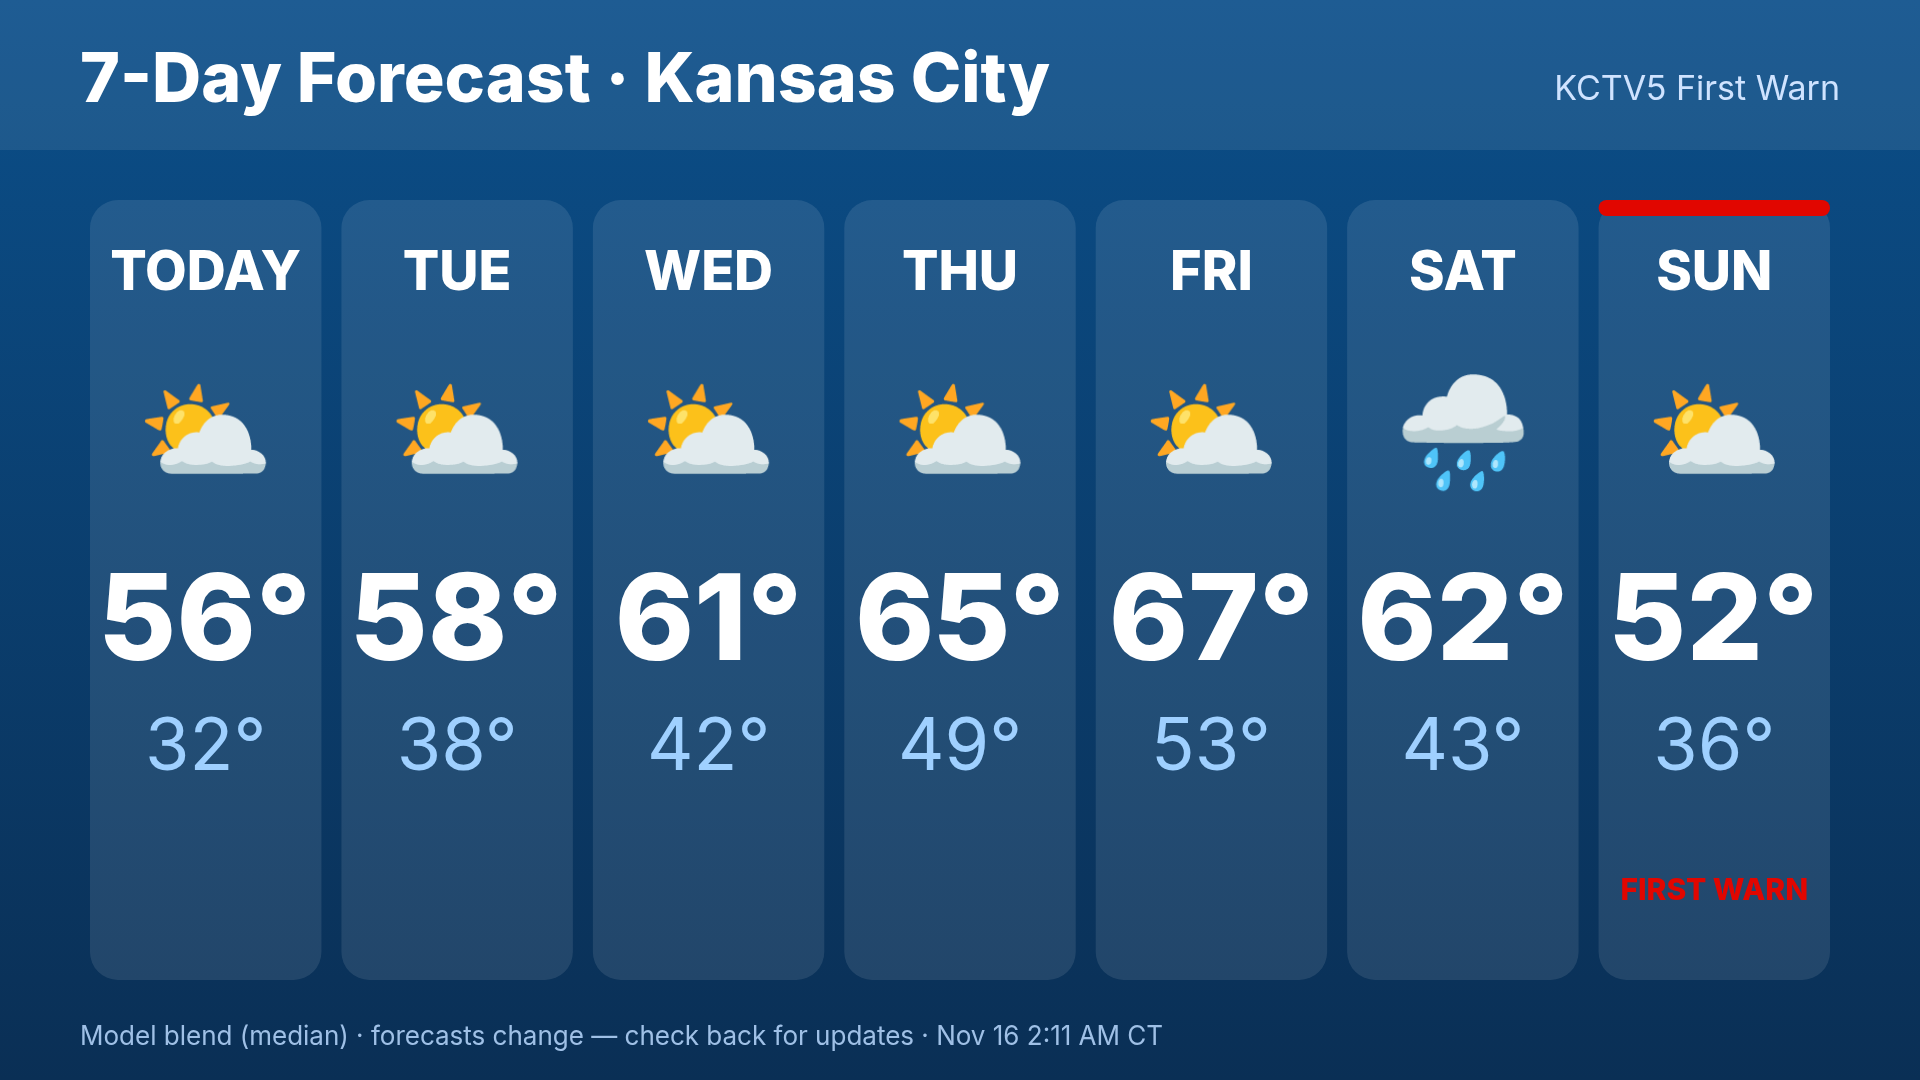 7-Day Forecast · Kansas City
KCTV5 First Warn
TODAY TUE WED THU FRI SAT SUN
56° 58° 61° 65° 67° 62° 52°
32° 38° 42° 49° 53° 43° 36°
FIRST WARN
Model blend (median) · forecasts change — check back for updates · Nov 16 2:11 AM CT